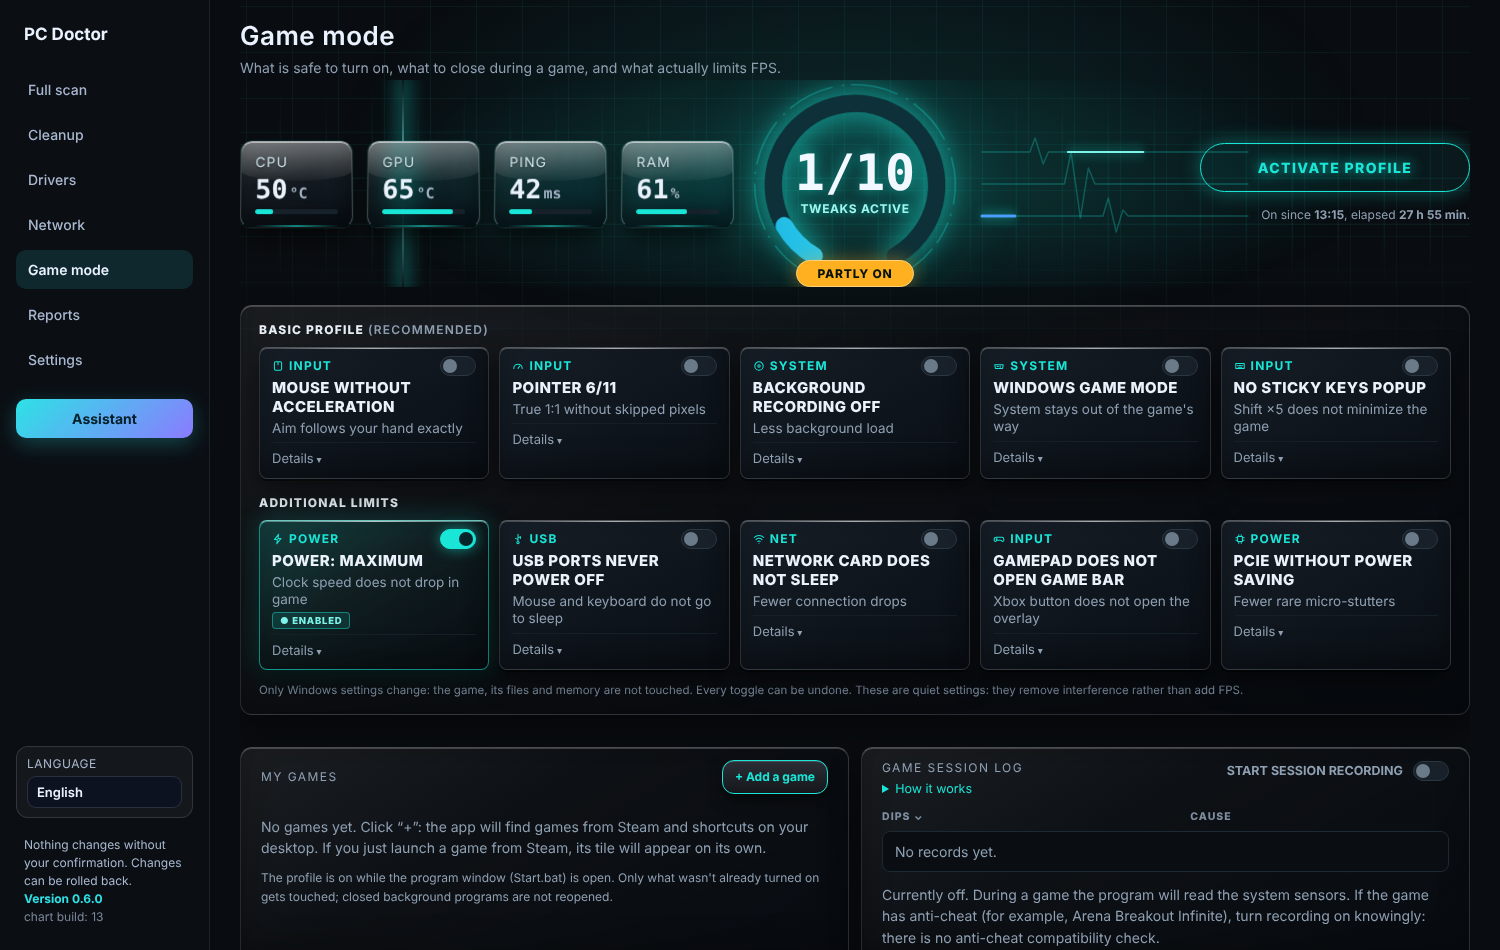 PC Doctor
Full scan
Cleanup
Drivers
Network
Game mode
Reports
Settings
Assistant
LANGUAGE
English
Nothing changes without
your confirmation. Changes
can be rolled back.
Version 0.6.0
chart build: 13
Game mode
What is safe to turn on, what to close during a game, and what actually limits FPS.
CPU
50 °C
GPU
65 °C
PING
42 ms
RAM
61 %
1/10
TWEAKS ACTIVE
PARTLY ON
ACTIVATE PROFILE
On since 13:15, elapsed 27 h 55 min.
BASIC PROFILE (RECOMMENDED)
INPUT
MOUSE WITHOUT
ACCELERATION
Aim follows your hand exactly
Details ▾
INPUT
POINTER 6/11
True 1:1 without skipped pixels
Details ▾
SYSTEM
BACKGROUND
RECORDING OFF
Less background load
Details ▾
SYSTEM
WINDOWS GAME MODE
System stays out of the game's
way
Details ▾
INPUT
NO STICKY KEYS POPUP
Shift ×5 does not minimize the
game
Details ▾
ADDITIONAL LIMITS
POWER
POWER: MAXIMUM
Clock speed does not drop in
game
● ENABLED
Details ▾
USB
USB PORTS NEVER
POWER OFF
Mouse and keyboard do not go
to sleep
Details ▾
NET
NETWORK CARD DOES
NOT SLEEP
Fewer connection drops
Details ▾
INPUT
GAMEPAD DOES NOT
OPEN GAME BAR
Xbox button does not open the
overlay
Details ▾
POWER
PCIE WITHOUT POWER
SAVING
Fewer rare micro-stutters
Details ▾
Only Windows settings change: the game, its files and memory are not touched. Every toggle can be undone. These are quiet settings: they remove interference rather than add FPS.
MY GAMES
+ Add a game
No games yet. Click “+”: the app will find games from Steam and shortcuts on your
desktop. If you just launch a game from Steam, its tile will appear on its own.
The profile is on while the program window (Start.bat) is open. Only what wasn't already turned on
gets touched; closed background programs are not reopened.
GAME SESSION LOG
START SESSION RECORDING
▶ How it works
DIPS
CAUSE
No records yet.
Currently off. During a game the program will read the system sensors. If the game
has anti-cheat (for example, Arena Breakout Infinite), turn recording on knowingly:
there is no anti-cheat compatibility check.